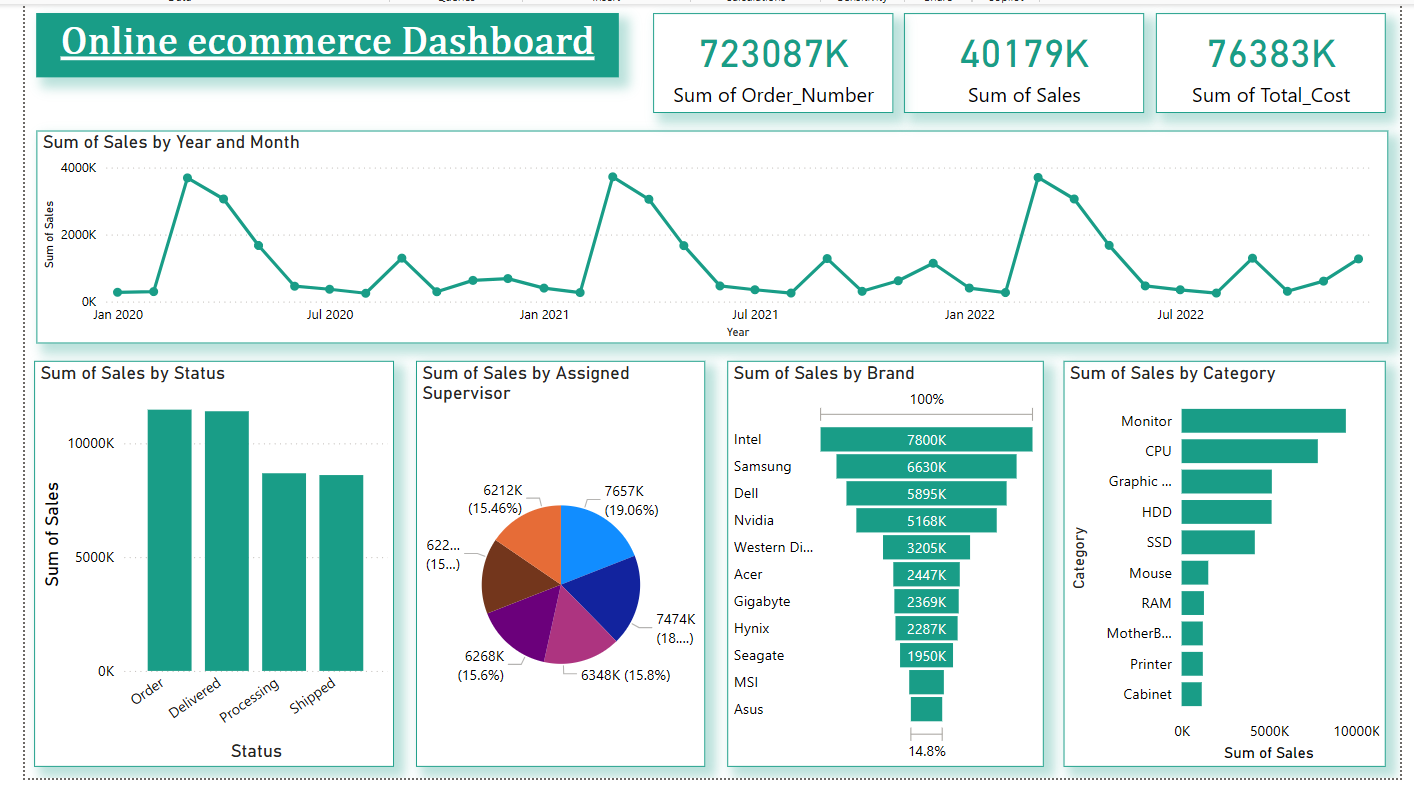 Online ecommerce Dashboard
723087K
Sum of Order_Number
40179K
Sum of Sales
76383K
Sum of Total_Cost
Sum of Sales by Year and Month
4000K
2000K
0K
Sum of Sales
Jan 2020
Jul 2020
Jan 2021
Jul 2021
Jan 2022
Jul 2022
Year
Sum of Sales by Status
10000K
5000K
0K
Sum of Sales
Order
Delivered
Processing
Shipped
Status
Sum of Sales by Assigned
Supervisor
7657K
(19.06%)
7474K
(18....)
6348K (15.8%)
6268K
(15.6%)
622...
(15...)
6212K
(15.46%)
Sum of Sales by Brand
100%
Intel 7800K
Samsung 6630K
Dell 5895K
Nvidia 5168K
Western Di... 3205K
Acer 2447K
Gigabyte 2369K
Hynix 2287K
Seagate 1950K
MSI
Asus
14.8%
Sum of Sales by Category
Category
Monitor
CPU
Graphic ...
HDD
SSD
Mouse
RAM
MotherB...
Printer
Cabinet
0K
5000K
10000K
Sum of Sales